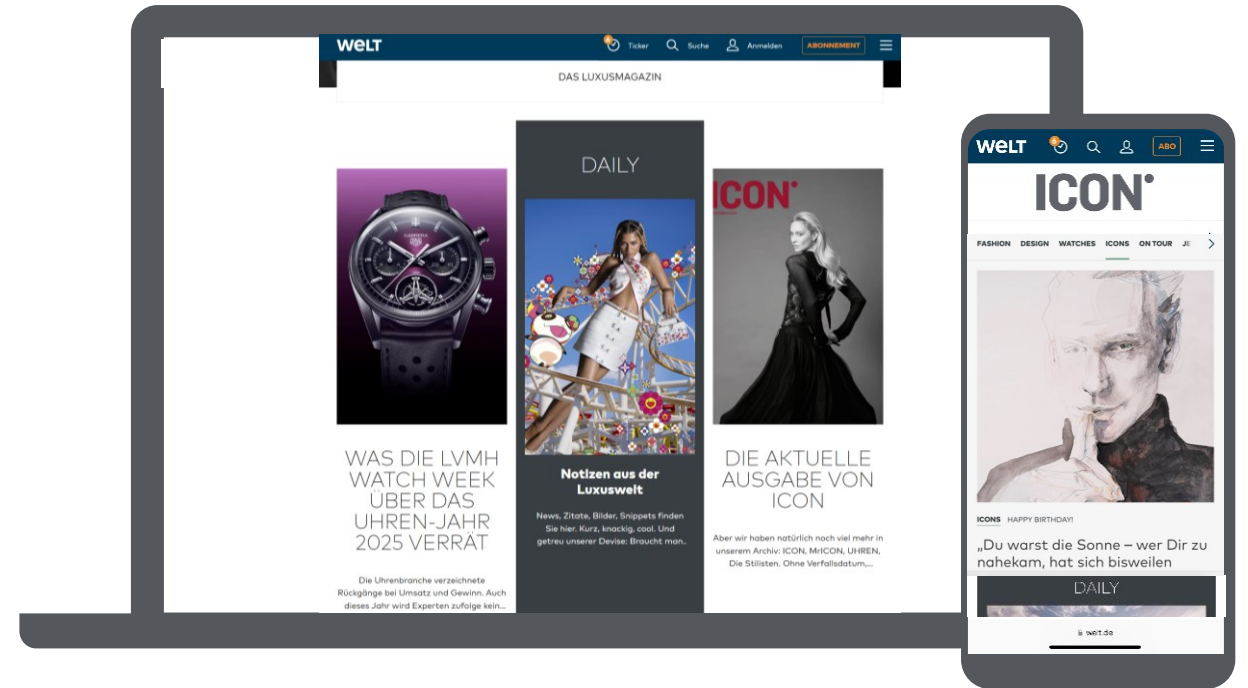 WELT
6
Ticker
Suche
Anmelden
ABONNEMENT
DAS LUXUSMAGAZIN
CARRERA
WAS DIE LVMH
WATCH WEEK
ÜBER DAS
UHREN-JAHR
2025 VERRÄT
Die Uhrenbranche verzeichnete
Rückgänge bei Umsatz und Gewinn. Auch
dieses Jahr wird Experten zufolge kein...
DAILY
Notizen aus der
Luxuswelt
News, Zitate, Bilder, Snippets finden
Sie hier. Kurz, knackig, cool. Und
getreu unserer Devise: Braucht man..
ICON
DIE AKTUELLE
AUSGABE VON
ICON
Aber wir haben natürlich noch viel mehr in
unserem Archiv: ICON, MrICON, UHREN,
Die Stilisten. Ohne Verfallsdatum,...
WELT
6
ABO
ICON
FASHION DESIGN WATCHES ICONS ON TOUR JE
ICONS HAPPY BIRTHDAY!
„Du warst die Sonne – wer Dir zu
nahekam, hat sich bisweilen
DAILY
welt.de